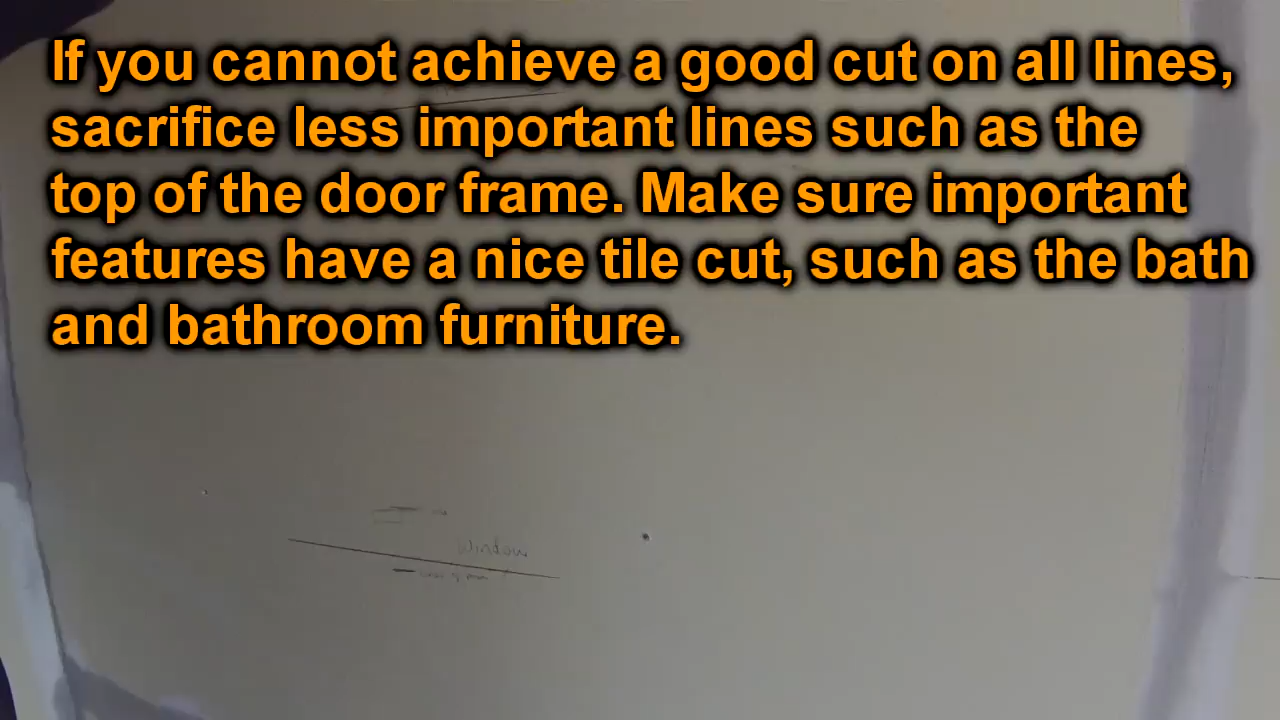 If you cannot achieve a good cut on all lines,
sacrifice less important lines such as the
top of the door frame. Make sure important
features have a nice tile cut, such as the bath
and bathroom furniture.
Window